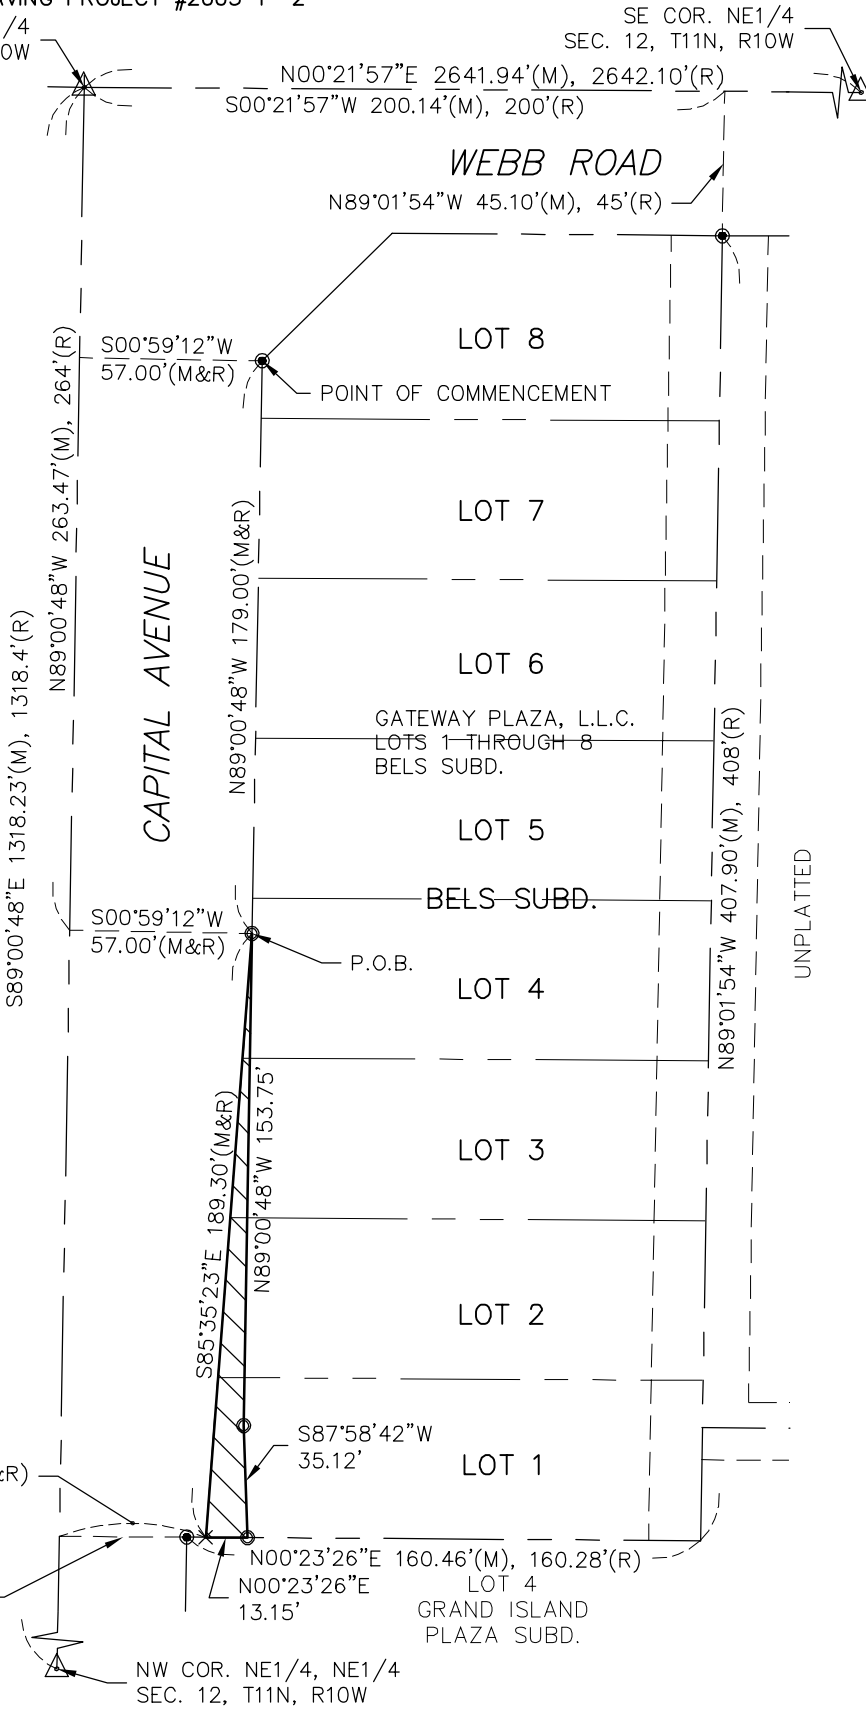 AVING PROJECT #2005-P-2
/4
0W
SE COR. NE1/4
SEC. 12, T11N, R10W
N00°21'57"E 2641.94'(M), 2642.10'(R)
S00°21'57"W 200.14'(M), 200'(R)
WEBB ROAD
N89°01'54"W 45.10'(M), 45'(R)
LOT 8
S00°59'12"W
57.00'(M&R)
POINT OF COMMENCEMENT
N89°00'48"W 263.47'(M), 264'(R)
LOT 7
N89°00'48"W 179.00'(M&R)
CAPITAL AVENUE
S89°00'48"E 1318.23'(M), 1318.4'(R)
LOT 6
GATEWAY PLAZA, L.L.C.
LOTS 1 THROUGH 8
BELS SUBD.
N89°01'54"W 407.90'(M), 408'(R)
LOT 5
UNPLATTED
BELS SUBD.
S00°59'12"W
57.00'(M&R)
P.O.B.
LOT 4
S85°35'23"E 189.30'(M&R)
N89°00'48"W 153.75'
LOT 3
LOT 2
S87°58'42"W
35.12'
LOT 1
&R)
N00°23'26"E 160.46'(M), 160.28'(R)
N00°23'26"E
13.15'
LOT 4
GRAND ISLAND
PLAZA SUBD.
NW COR. NE1/4, NE1/4
SEC. 12, T11N, R10W